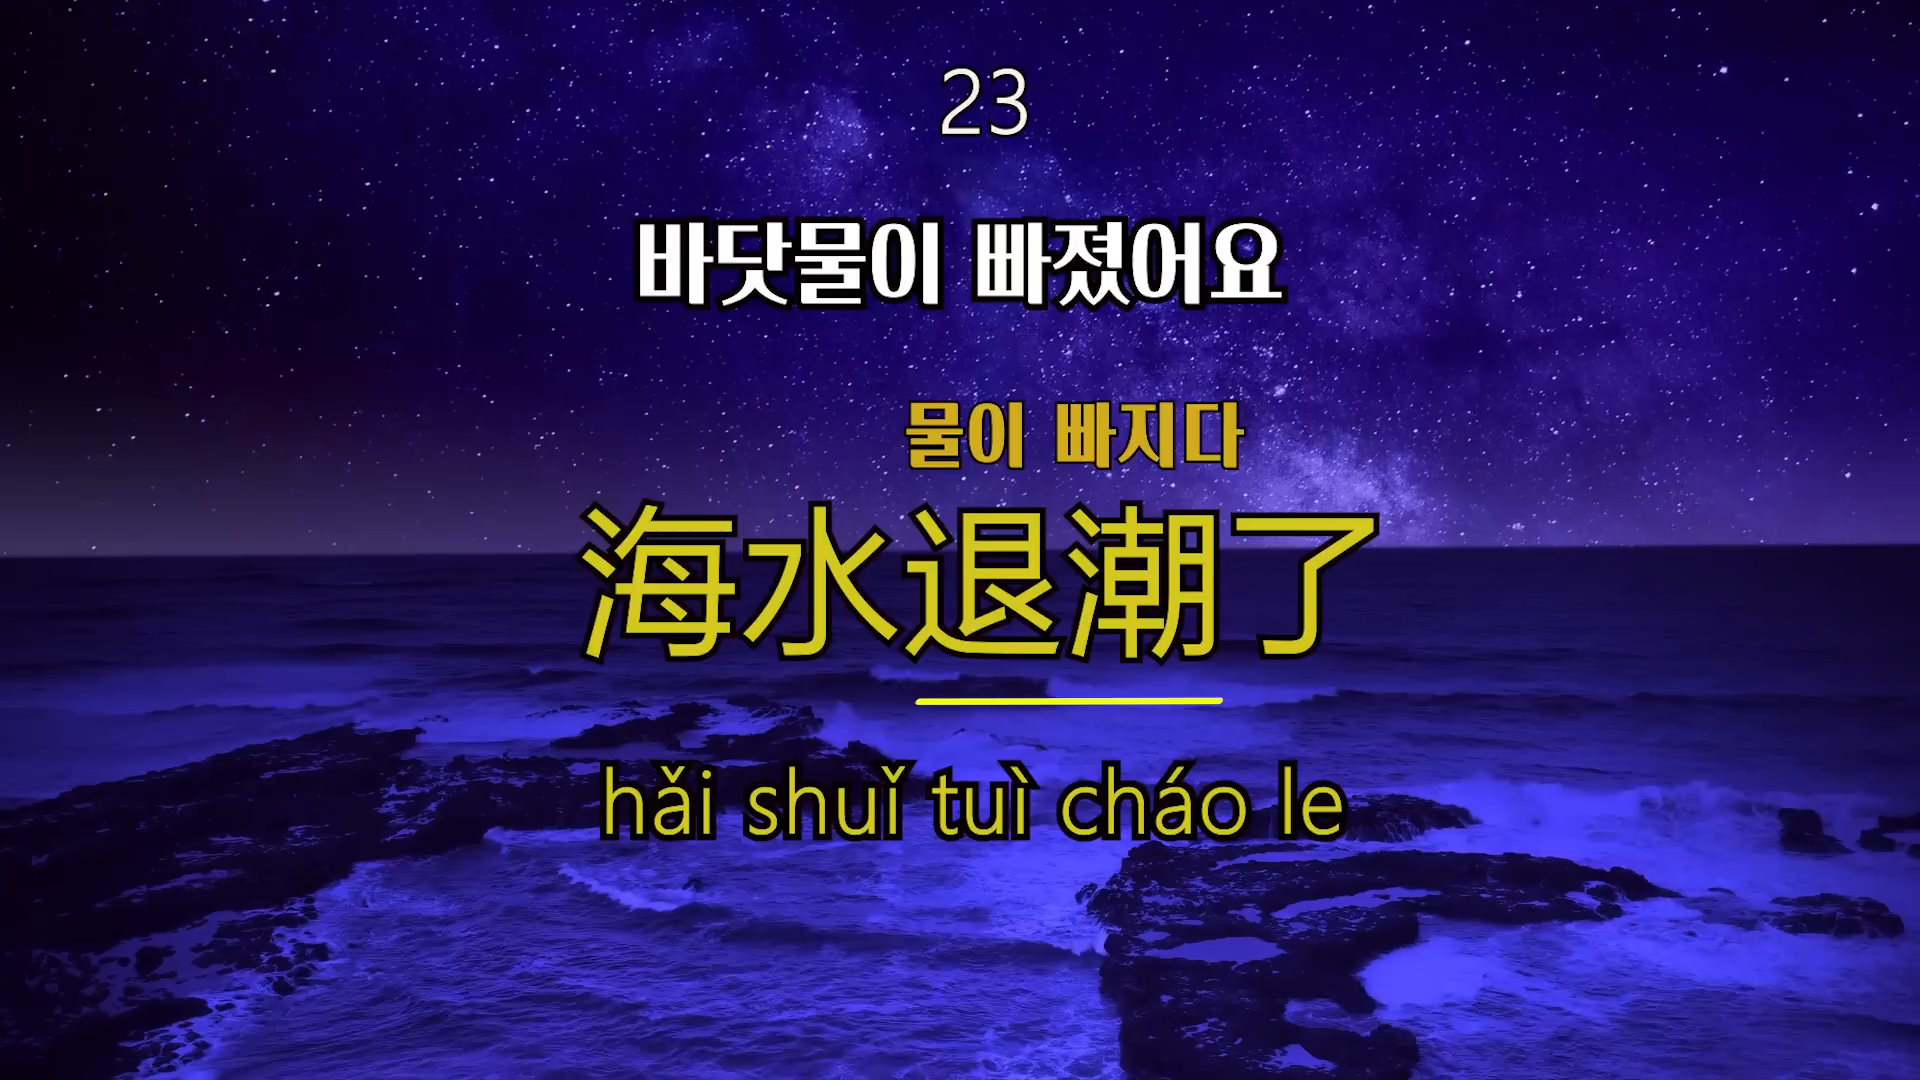 23
바닷물이 빠졌어요
물이 빠지다
海水退潮了
hǎi shuǐ tuì cháo le